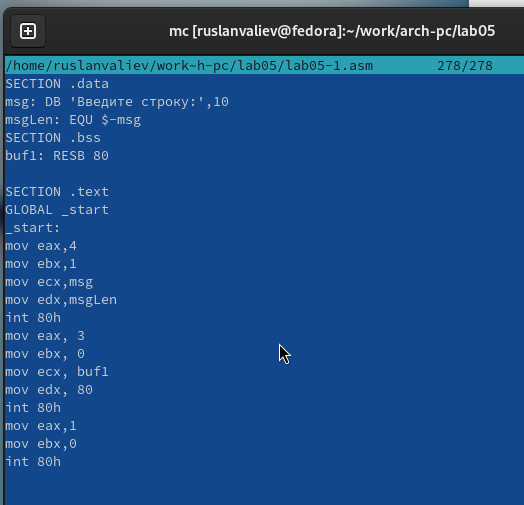 mc [ruslanvaliev@fedora]:~/work/arch-pc/lab05
/home/ruslanvaliev/work~h-pc/lab05/lab05-1.asm 278/278
SECTION .data
msg: DB 'Введите строку:',10
msgLen: EQU $-msg
SECTION .bss
buf1: RESB 80

SECTION .text
GLOBAL _start
_start:
mov eax,4
mov ebx,1
mov ecx,msg
mov edx,msgLen
int 80h
mov eax, 3
mov ebx, 0
mov ecx, buf1
mov edx, 80
int 80h
mov eax,1
mov ebx,0
int 80h